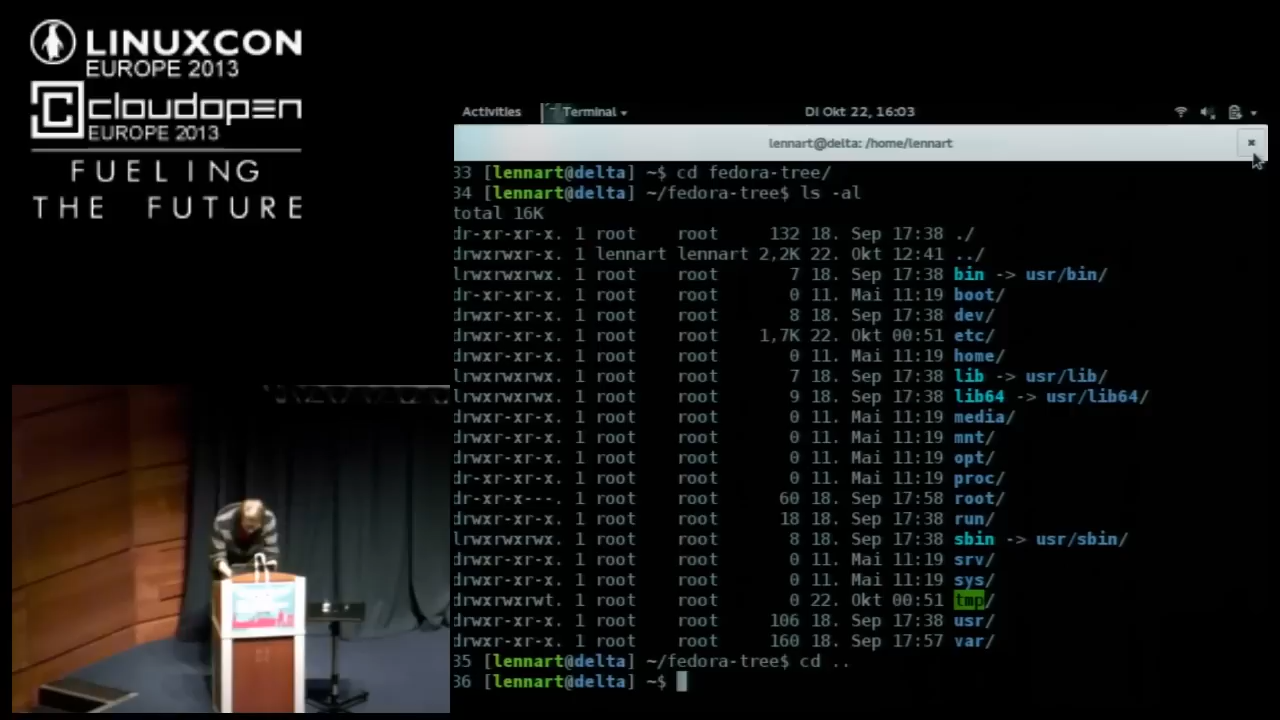 LINUXCON
EUROPE 2013
cloudopen
EUROPE 2013
FUELING
THE FUTURE
Activities Terminal DI Okt 22, 16:03
lennart@delta: /home/lennart
33 [lennart@delta] ~$ cd fedora-tree/
34 [lennart@delta] ~/fedora-tree$ ls -al
total 16K
dr-xr-xr-x. 1 root root 132 18. Sep 17:38 ./
drwxrwxr-x. 1 lennart lennart 2,2K 22. Okt 12:41 ../
lrwxrwxrwx. 1 root root 7 18. Sep 17:38 bin -> usr/bin/
dr-xr-xr-x. 1 root root 0 11. Mai 11:19 boot/
drwxr-xr-x. 1 root root 8 18. Sep 17:38 dev/
drwxr-xr-x. 1 root root 1,7K 22. Okt 00:51 etc/
drwxr-xr-x. 1 root root 0 11. Mai 11:19 home/
lrwxrwxrwx. 1 root root 7 18. Sep 17:38 lib -> usr/lib/
lrwxrwxrwx. 1 root root 9 18. Sep 17:38 lib64 -> usr/lib64/
drwxr-xr-x. 1 root root 0 11. Mai 11:19 media/
drwxr-xr-x. 1 root root 0 11. Mai 11:19 mnt/
drwxr-xr-x. 1 root root 0 11. Mai 11:19 opt/
drwxr-xr-x. 1 root root 0 11. Mai 11:19 proc/
dr-xr-x---. 1 root root 60 18. Sep 17:58 root/
drwxr-xr-x. 1 root root 18 18. Sep 17:38 run/
lrwxrwxrwx. 1 root root 8 18. Sep 17:38 sbin -> usr/sbin/
drwxr-xr-x. 1 root root 0 11. Mai 11:19 srv/
drwxr-xr-x. 1 root root 0 11. Mai 11:19 sys/
drwxrwxrwt. 1 root root 0 22. Okt 00:51 tmp/
drwxr-xr-x. 1 root root 106 18. Sep 17:38 usr/
drwxr-xr-x. 1 root root 160 18. Sep 17:57 var/
35 [lennart@delta] ~/fedora-tree$ cd ..
36 [lennart@delta] ~$